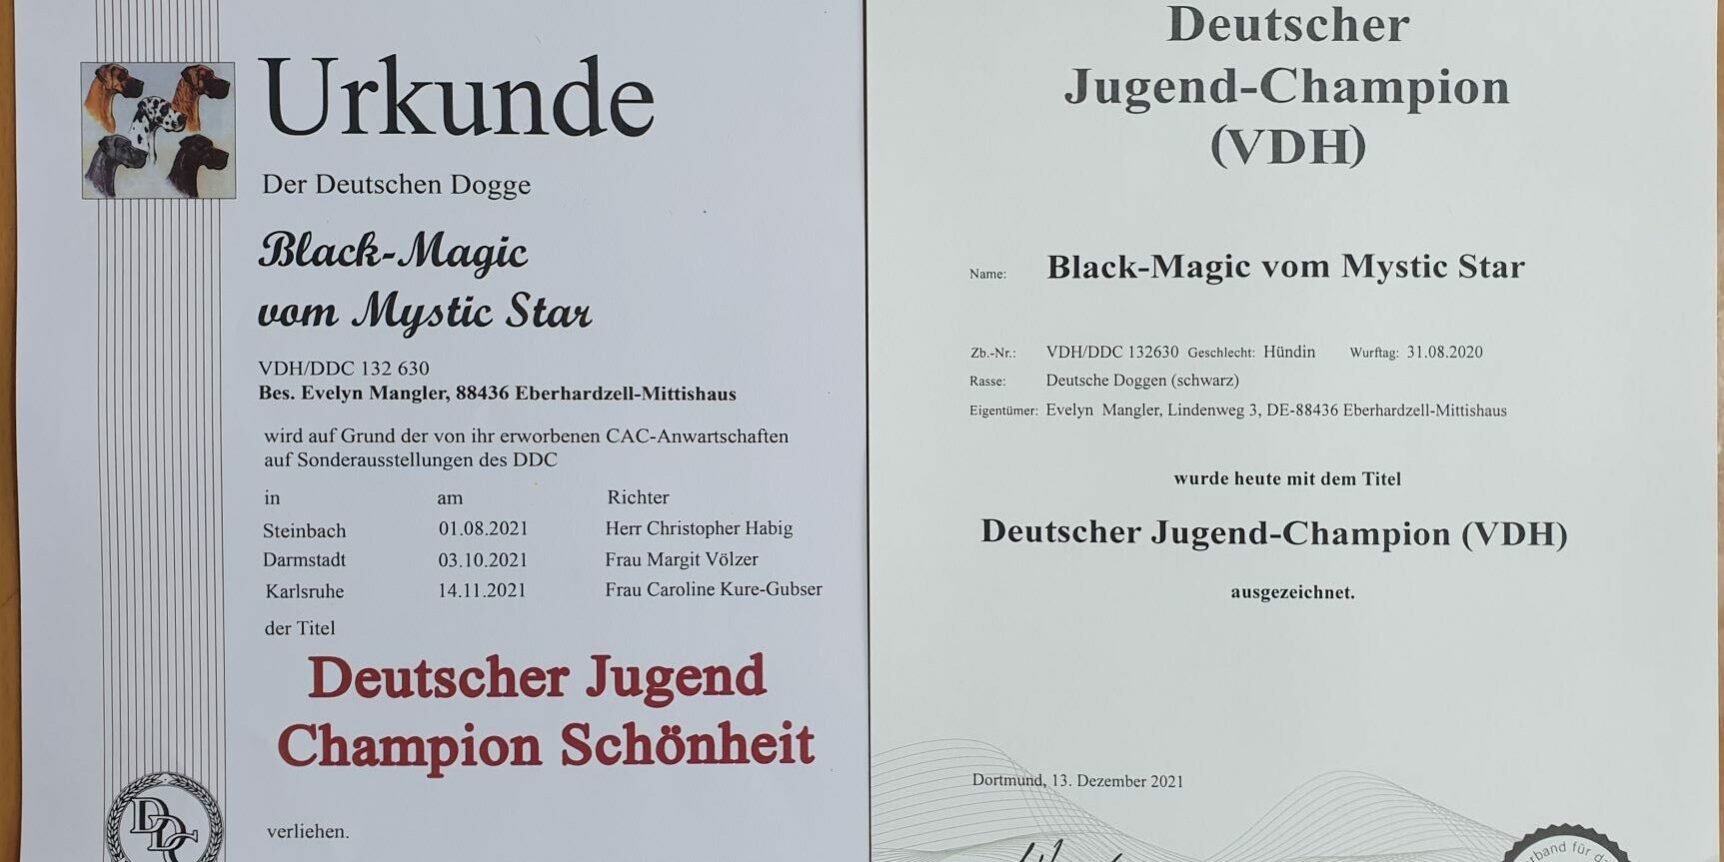 Urkunde
Der Deutschen Dogge
Black-Magic
vom Mystic Star
VDH/DDC 132 630
Bes. Evelyn Mangler, 88436 Eberhardzell-Mittishaus
wird auf Grund der von ihr erworbenen CAC-Anwartschaften
auf Sonderausstellungen des DDC
in am Richter
Steinbach 01.08.2021 Herr Christopher Habig
Darmstadt 03.10.2021 Frau Margit Völzer
Karlsruhe 14.11.2021 Frau Caroline Kure-Gubser
der Titel
Deutscher Jugend
Champion Schönheit
verliehen.
DDC
Deutscher
Jugend-Champion
(VDH)
Name: Black-Magic vom Mystic Star
Zb.-Nr.: VDH/DDC 132630 Geschlecht: Hündin Wurftag: 31.08.2020
Rasse: Deutsche Doggen (schwarz)
Eigentümer: Evelyn Mangler, Lindenweg 3, DE-88436 Eberhardzell-Mittishaus
wurde heute mit dem Titel
Deutscher Jugend-Champion (VDH)
ausgezeichnet.
Dortmund, 13. Dezember 2021
für